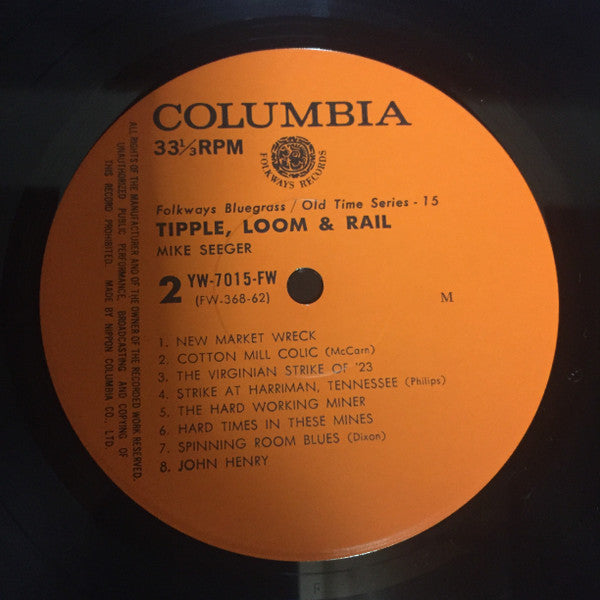 COLUMBIA
33⅓RPM
FOLKWAYS RECORDS
Folkways Bluegrass / Old Time Series - 15
TIPPLE, LOOM & RAIL
MIKE SEEGER
2 YW-7015-FW
(FW-368-62)
M
1. NEW MARKET WRECK
2. COTTON MILL COLIC (McCarn)
3. THE VIRGINIAN STRIKE OF '23
4. STRIKE AT HARRIMAN, TENNESSEE (Philips)
5. THE HARD WORKING MINER
6. HARD TIMES IN THESE MINES
7. SPINNING ROOM BLUES (Dixon)
8. JOHN HENRY
ALL RIGHTS OF THE MANUFACTURER AND OF THE OWNER OF THE RECORDED WORK RESERVED.
UNAUTHORIZED PUBLIC PERFORMANCE, BROADCASTING AND COPYING OF
THIS RECORD PROHIBITED. MADE BY NIPPON COLUMBIA CO., LTD.